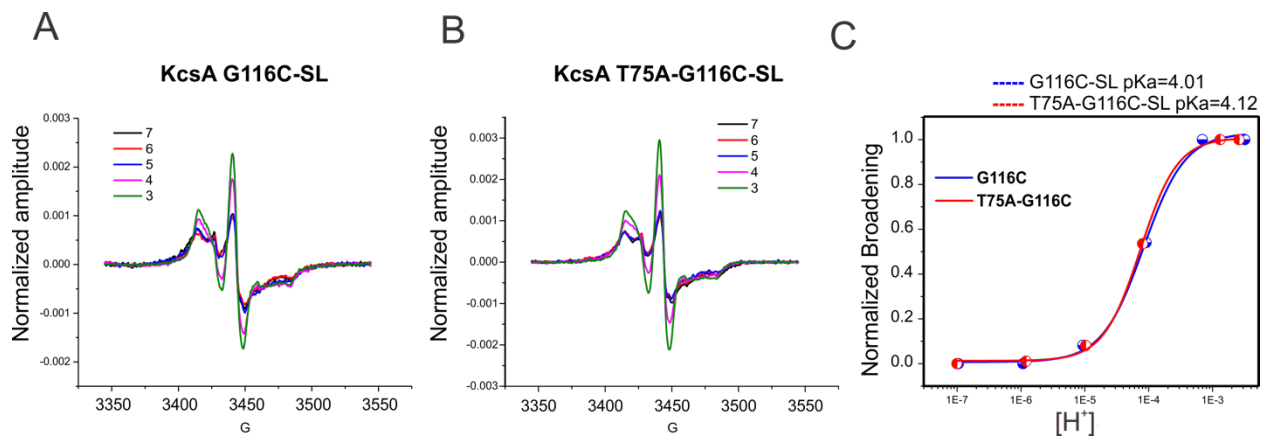 A
KcsA G116C-SL
7
6
5
4
3
Normalized amplitude
0.003
0.002
0.001
0.000
-0.001
-0.002
3350
3400
3450
3500
3550
G
B
KcsA T75A-G116C-SL
7
6
5
4
3
Normalized amplitude
0.003
0.002
0.001
0.000
-0.001
-0.002
-0.003
3350
3400
3450
3500
3550
G
C
G116C-SL pKa=4.01
T75A-G116C-SL pKa=4.12
G116C
T75A-G116C
Normalized Broadening
1.0
0.8
0.6
0.4
0.2
0.0
1E-7
1E-6
1E-5
1E-4
1E-3
[H⁺]